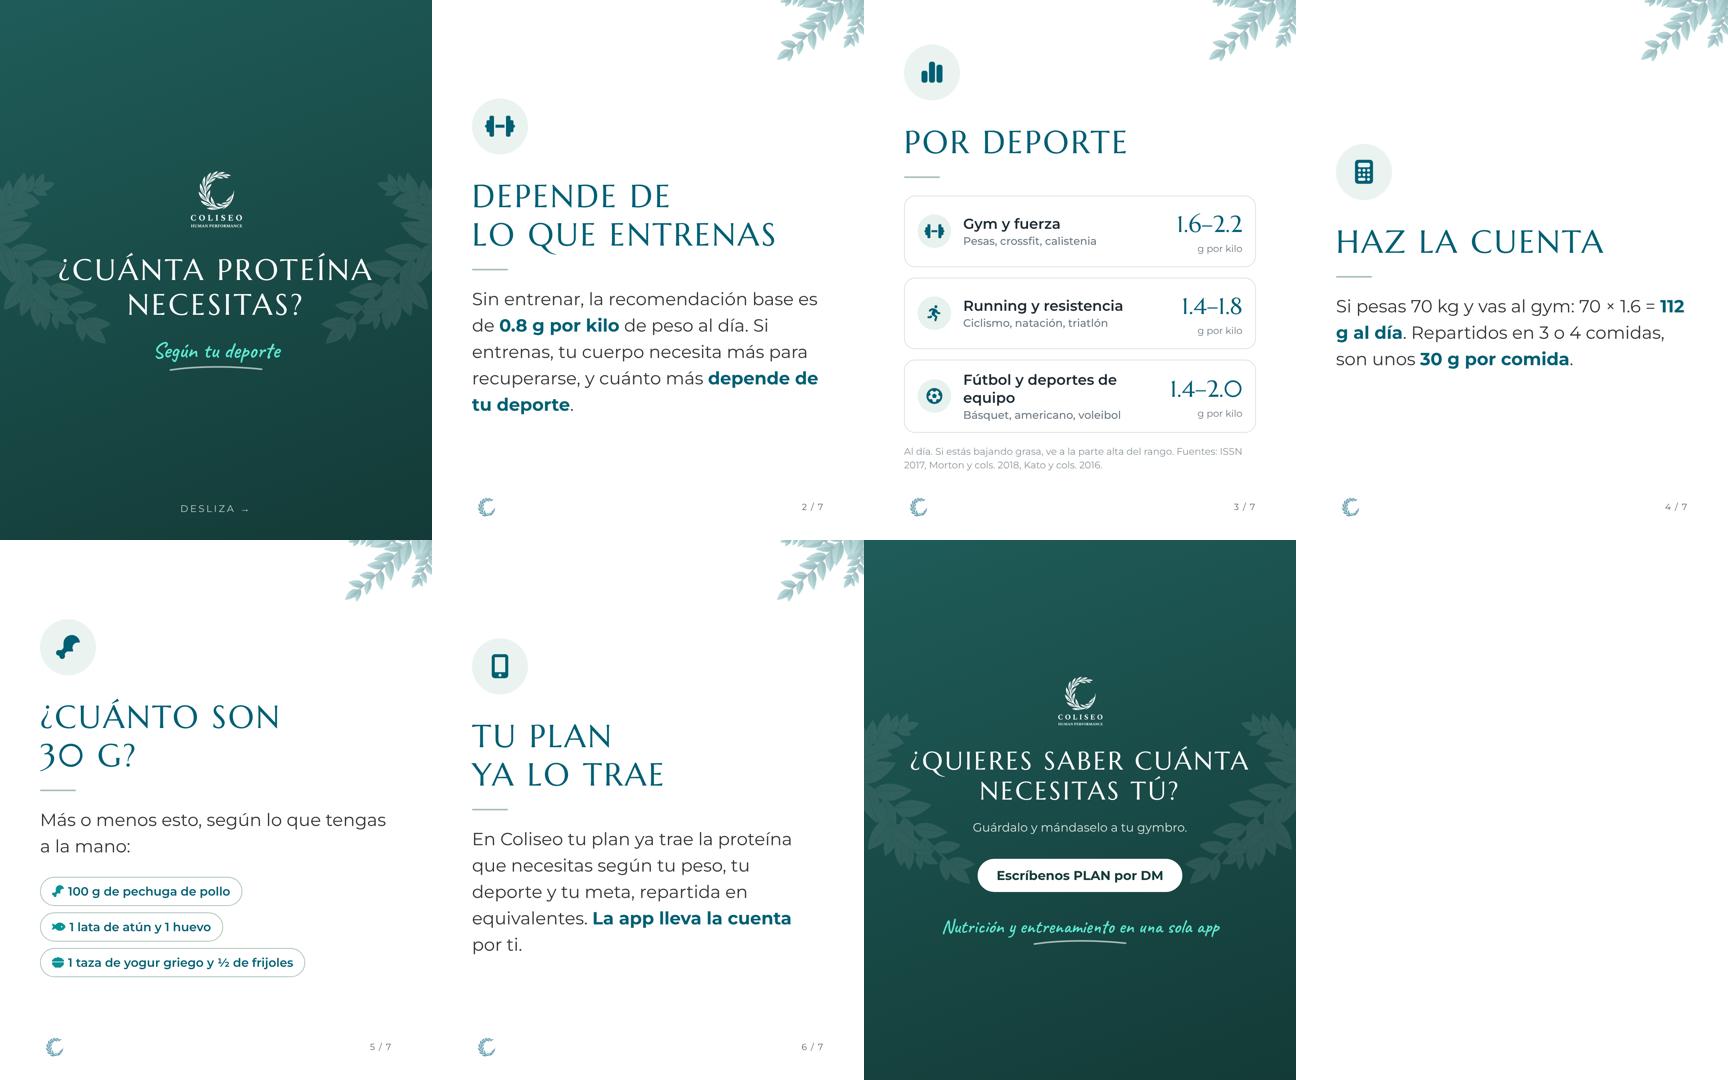 COLISEO
HUMAN PERFORMANCE
¿CUÁNTA PROTEÍNA
NECESITAS?
Según tu deporte
DESLIZA →
DEPENDE DE
LO QUE ENTRENAS
Sin entrenar, la recomendación base es
de 0.8 g por kilo de peso al día. Si
entrenas, tu cuerpo necesita más para
recuperarse, y cuánto más depende de
tu deporte.
2 / 7
POR DEPORTE
Gym y fuerza
Pesas, crossfit, calistenia
1.6–2.2
g por kilo
Running y resistencia
Ciclismo, natación, triatlón
1.4–1.8
g por kilo
Fútbol y deportes de
equipo
Básquet, americano, voleibol
1.4–2.0
g por kilo
Al día. Si estás bajando grasa, ve a la parte alta del rango. Fuentes: ISSN
2017, Morton y cols. 2018, Kato y cols. 2016.
3 / 7
HAZ LA CUENTA
Si pesas 70 kg y vas al gym: 70 × 1.6 = 112
g al día. Repartidos en 3 o 4 comidas,
son unos 30 g por comida.
4 / 7
¿CUÁNTO SON
30 G?
Más o menos esto, según lo que tengas
a la mano:
100 g de pechuga de pollo
1 lata de atún y 1 huevo
1 taza de yogur griego y ½ de frijoles
5 / 7
TU PLAN
YA LO TRAE
En Coliseo tu plan ya trae la proteína
que necesitas según tu peso, tu
deporte y tu meta, repartida en
equivalentes. La app lleva la cuenta
por ti.
6 / 7
COLISEO
HUMAN PERFORMANCE
¿QUIERES SABER CUÁNTA
NECESITAS TÚ?
Guárdalo y mándaselo a tu gymbro.
Escríbenos PLAN por DM
Nutrición y entrenamiento en una sola app